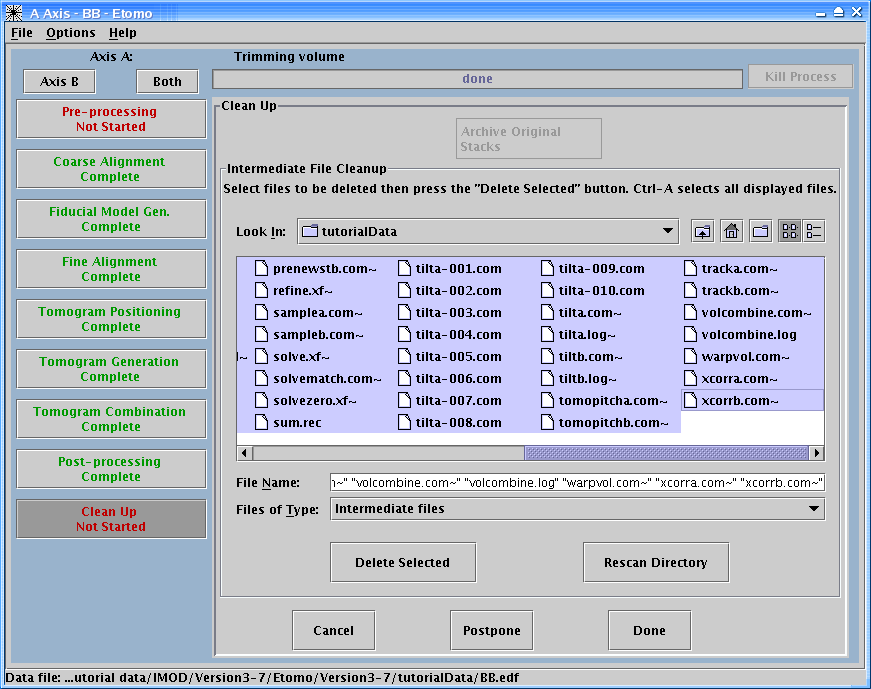 A Axis - BB - Etomo
File Options Help
Axis A:
Trimming volume
Axis B
Both
done
Kill Process
Pre-processing
Not Started
Coarse Alignment
Complete
Fiducial Model Gen.
Complete
Fine Alignment
Complete
Tomogram Positioning
Complete
Tomogram Generation
Complete
Tomogram Combination
Complete
Post-processing
Complete
Clean Up
Not Started
Clean Up
Archive Original
Stacks
Intermediate File Cleanup
Select files to be deleted then press the "Delete Selected" button. Ctrl-A selects all displayed files.
Look In: tutorialData
prenewstb.com~ tilta-001.com tilta-009.com tracka.com~
refine.xf~ tilta-002.com tilta-010.com trackb.com~
samplea.com~ tilta-003.com tilta.com~ volcombine.com~
sampleb.com~ tilta-004.com tilta.log~ volcombine.log
solve.xf~ tilta-005.com tiltb.com~ warpvol.com~
solvematch.com~ tilta-006.com tiltb.log~ xcorra.com~
solvezero.xf~ tilta-007.com tomopitcha.com~ xcorrb.com~
sum.rec tilta-008.com tomopitchb.com~
File Name: ~" "volcombine.com~" "volcombine.log" "warpvol.com~" "xcorra.com~" "xcorrb.com~"
Files of Type: Intermediate files
Delete Selected
Rescan Directory
Cancel
Postpone
Done
Data file: ...utorial data/IMOD/Version3-7/Etomo/Version3-7/tutorialData/BB.edf